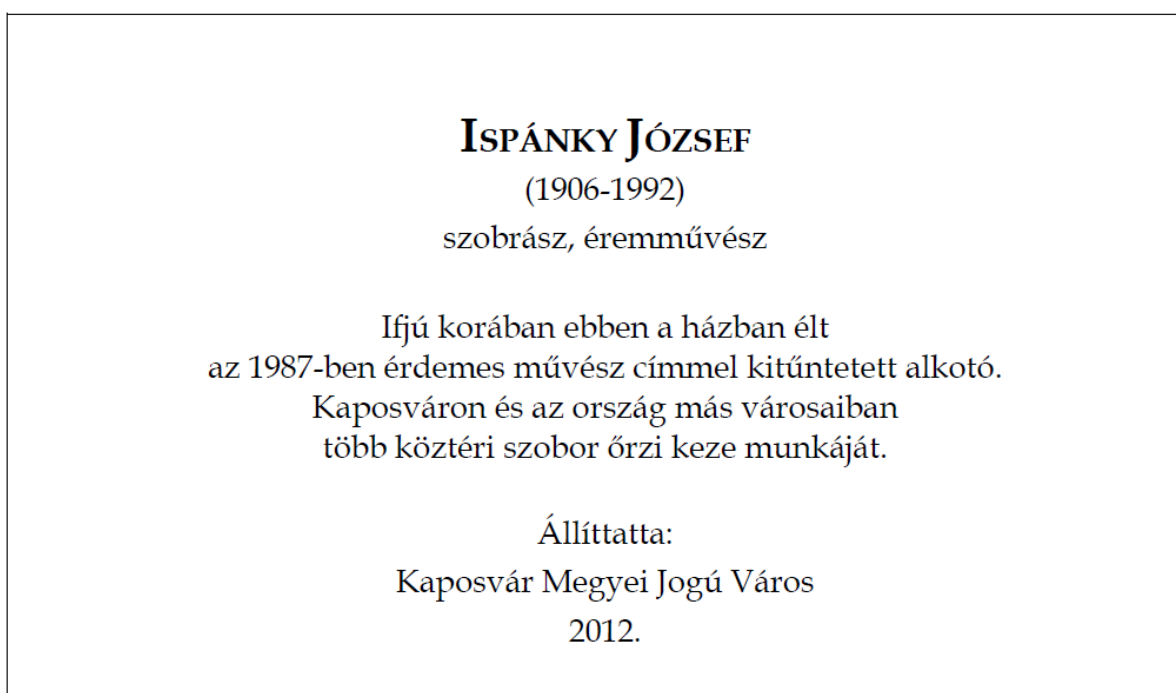 ISPÁNKY JÓZSEF
(1906-1992)
szobrász, éremművész
Ifjú korában ebben a házban élt
az 1987-ben érdemes művész címmel kitűntetett alkotó.
Kaposváron és az ország más városaiban
több köztéri szobor őrzi keze munkáját.
Állíttatta:
Kaposvár Megyei Jogú Város
2012.